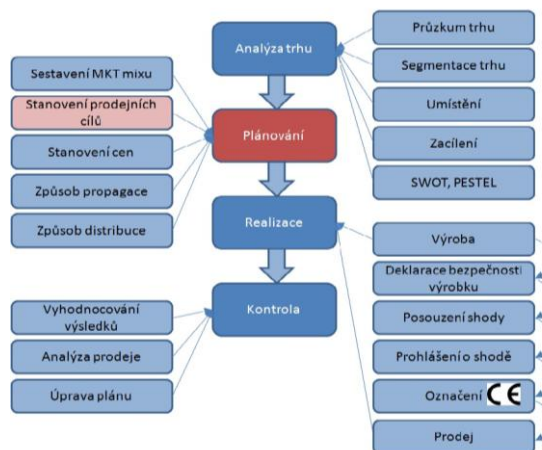 Analýza trhu
Průzkum trhu
Segmentace trhu
Umístění
Zacílení
SWOT, PESTEL
Sestavení MKT mixu
Stanovení prodejních
cílů
Stanovení cen
Způsob propagace
Způsob distribuce
Plánování
Realizace
Výroba
Deklarace bezpečnosti
výrobku
Posouzení shody
Prohlášení o shodě
Označení CE
Prodej
Kontrola
Vyhodnocování
výsledků
Analýza prodeje
Úprava plánu